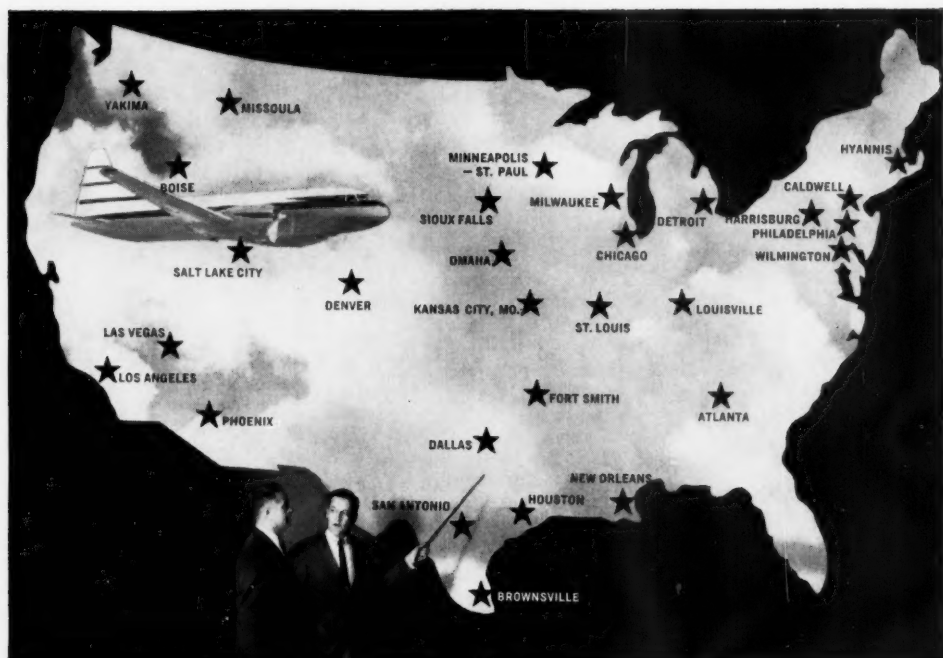 YAKIMA
MISSOULA
BOISE
MINNEAPOLIS
— ST. PAUL
HYANNIS
SIOUX FALLS
MILWAUKEE
DETROIT
CALDWELL
HARRISBURG
PHILADELPHIA
WILMINGTON
CHICAGO
OMAHA
SALT LAKE CITY
DENVER
KANSAS CITY, MO.
ST. LOUIS
LOUISVILLE
LAS VEGAS
LOS ANGELES
PHOENIX
FORT SMITH
ATLANTA
DALLAS
NEW ORLEANS
SAN ANTONIO
HOUSTON
BROWNSVILLE